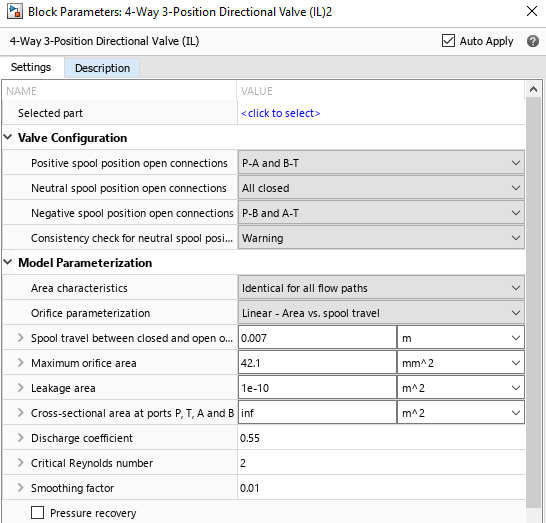 Block Parameters: 4-Way 3-Position Directional Valve (IL)2
4-Way 3-Position Directional Valve (IL)
Auto Apply
Settings
Description
NAME VALUE
Selected part <click to select>
Valve Configuration
Positive spool position open connections P-A and B-T
Neutral spool position open connections All closed
Negative spool position open connections P-B and A-T
Consistency check for neutral spool posi... Warning
Model Parameterization
Area characteristics Identical for all flow paths
Orifice parameterization Linear - Area vs. spool travel
Spool travel between closed and open o... 0.007 m
Maximum orifice area 42.1 mm^2
Leakage area 1e-10 m^2
Cross-sectional area at ports P, T, A and B inf m^2
Discharge coefficient 0.55
Critical Reynolds number 2
Smoothing factor 0.01
Pressure recovery